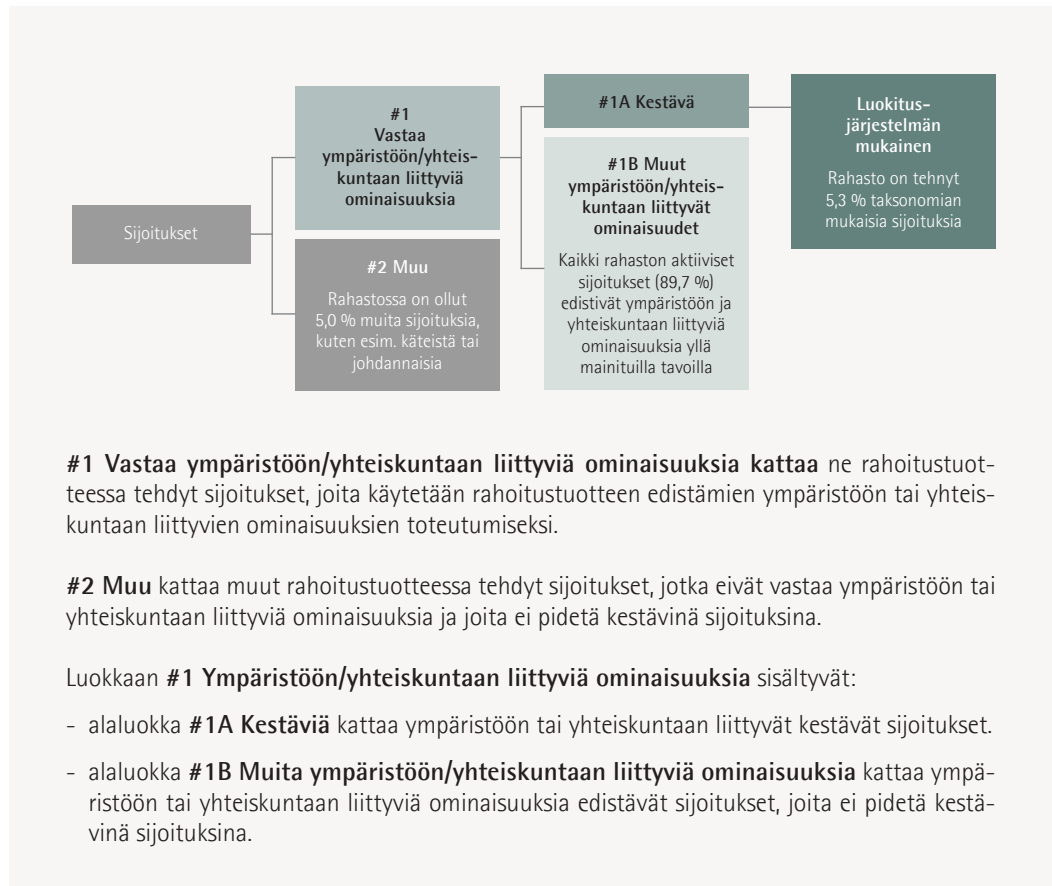 Sijoitukset
#1
Vastaa
ympäristöön/yhteis-
kuntaan liittyviä
ominaisuuksia
#2 Muu
Rahastossa on ollut
5,0 % muita sijoituksia,
kuten esim. käteistä tai
johdannaisia
#1A Kestävä
#1B Muut
ympäristöön/yhteis-
kuntaan liittyvät
ominaisuudet
Kaikki rahaston aktiiviset
sijoitukset (89,7 %)
edistivät ympäristöön ja
yhteiskuntaan liittyviä
ominaisuuksia yllä
mainituilla tavoilla
Luokitus-
järjestelmän
mukainen
Rahasto on tehnyt
5,3 % taksonomian
mukaisia sijoituksia
#1 Vastaa ympäristöön/yhteiskuntaan liittyviä ominaisuuksia kattaa ne rahoitustuot-
teessa tehdyt sijoitukset, joita käytetään rahoitustuotteen edistämien ympäristöön tai yhteis-
kuntaan liittyvien ominaisuuksien toteutumiseksi.
#2 Muu kattaa muut rahoitustuotteessa tehdyt sijoitukset, jotka eivät vastaa ympäristöön tai
yhteiskuntaan liittyviä ominaisuuksia ja joita ei pidetä kestävinä sijoituksina.
Luokkaan #1 Ympäristöön/yhteiskuntaan liittyviä ominaisuuksia sisältyvät:
- alaluokka #1A Kestäviä kattaa ympäristöön tai yhteiskuntaan liittyvät kestävät sijoitukset.
- alaluokka #1B Muita ympäristöön/yhteiskuntaan liittyviä ominaisuuksia kattaa ympä-
ristöön tai yhteiskuntaan liittyviä ominaisuuksia edistävät sijoitukset, joita ei pidetä kestä-
vinä sijoituksina.